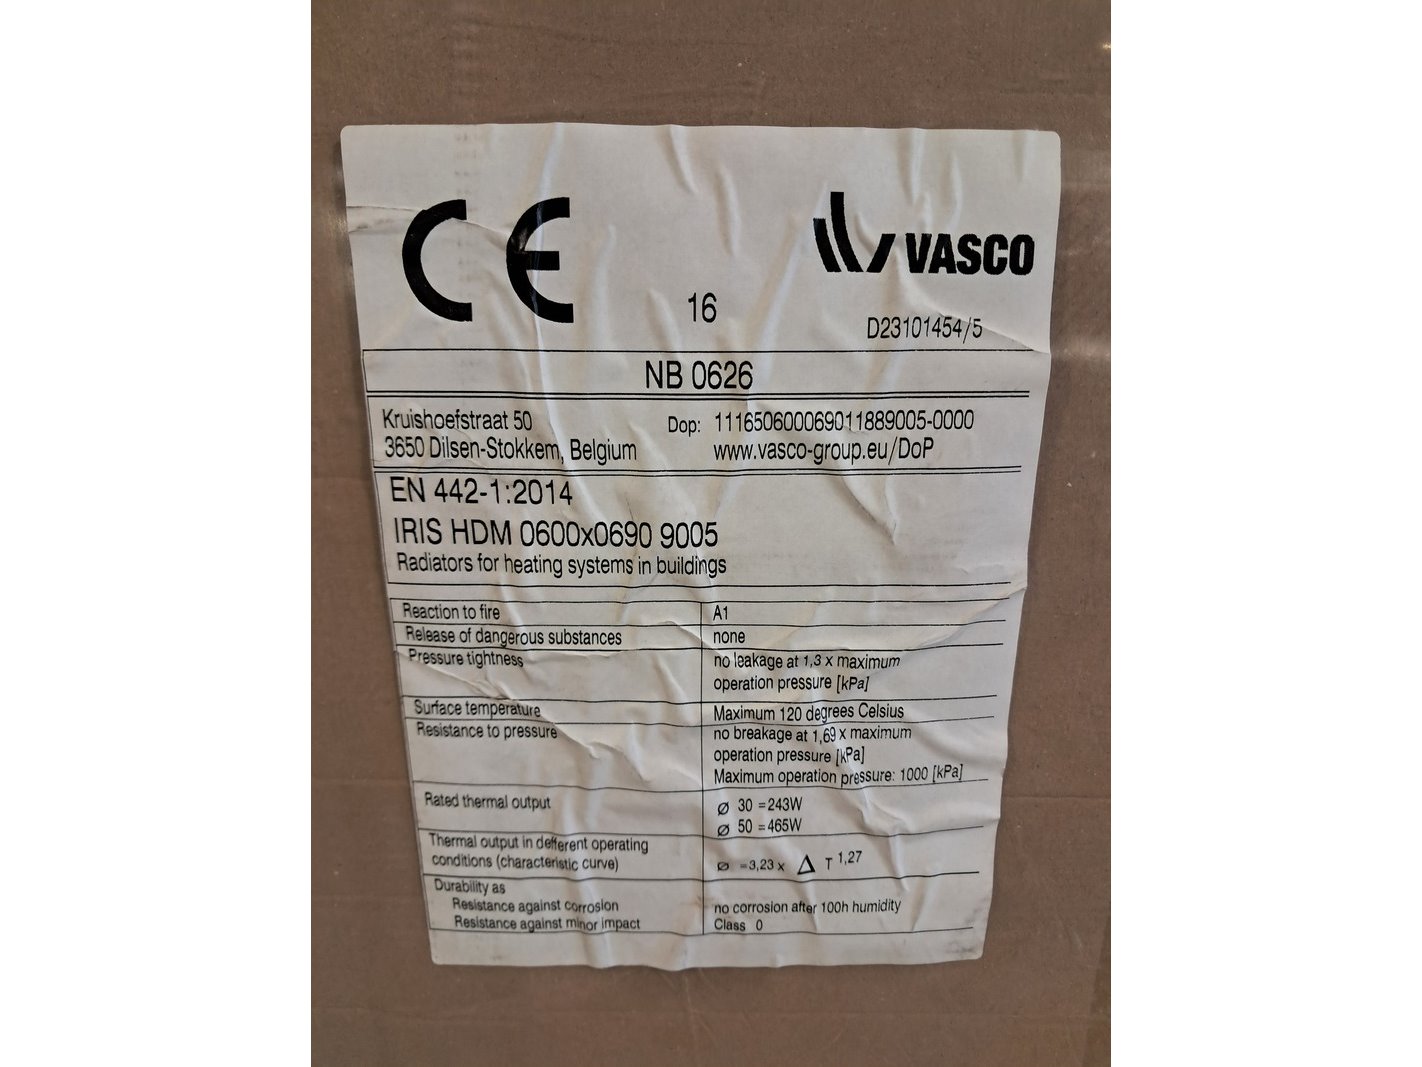 CE
VASCO
16
D23101454/5
NB 0626
Kruishoefstraat 50
3650 Dilsen-Stokkem, Belgium
Dop: 111650600069011889005-0000
www.vasco-group.eu/DoP
EN 442-1:2014
IRIS HDM 0600x0690 9005
Radiators for heating systems in buildings
Reaction to fire A1
Release of dangerous substances none
Pressure tightness no leakage at 1,3 x maximum
operation pressure [kPa]
Surface temperature Maximum 120 degrees Celsius
Resistance to pressure no breakage at 1,69 x maximum
operation pressure [kPa]
Maximum operation pressure: 1000 [kPa]
Rated thermal output ⌀ 30 =243W
⌀ 50 =465W
Thermal output in defferent operating
conditions (characteristic curve) ⌀ =3,23 x Δ T 1,27
Durability as
Resistance against corrosion no corrosion after 100h humidity
Resistance against minor impact Class 0